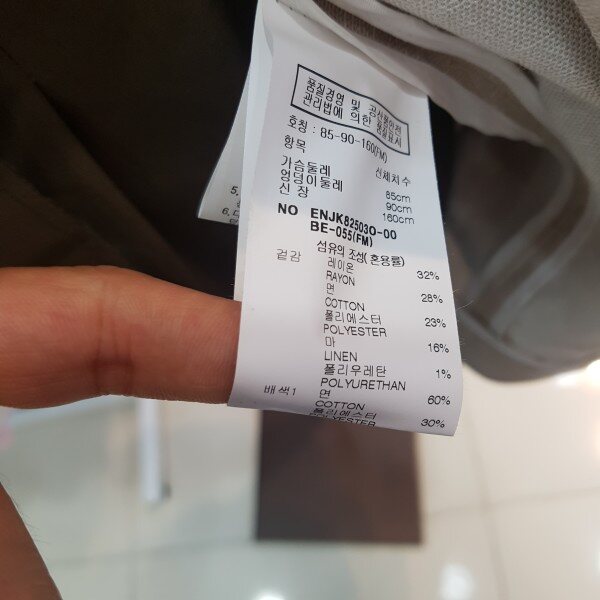 품질경영 및 공산품안전
관리법에 의한 품질표시
호칭 : 85-90-160(FM)
항목 신체치수
가슴둘레 85cm
엉덩이둘레 90cm
신 장 160cm
NO ENJK82503O-00
BE-055(FM)
섬유의 조성(혼용률)
겉감 레이온 32%
RAYON
면 28%
COTTON
폴리에스터 23%
POLYESTER
마 16%
LINEN
폴리우레탄 1%
POLYURETHAN
배색1 면 60%
COTTON
폴리에스터 30%
POLYESTER
5.
6.